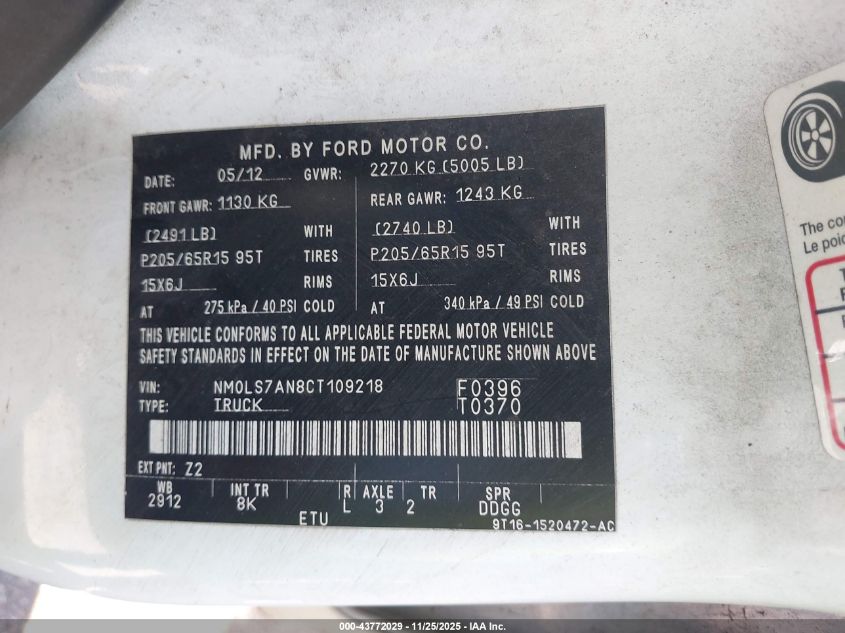 MFD. BY FORD MOTOR CO.
DATE: 05/12 GVWR: 2270 KG (5005 LB)
FRONT GAWR: 1130 KG REAR GAWR: 1243 KG
(2491 LB) WITH (2740 LB) WITH
P205/65R15 95T TIRES P205/65R15 95T TIRES
15X6J RIMS 15X6J RIMS
AT 275 kPa / 40 PSI COLD AT 340 kPa / 49 PSI COLD
THIS VEHICLE CONFORMS TO ALL APPLICABLE FEDERAL MOTOR VEHICLE
SAFETY STANDARDS IN EFFECT ON THE DATE OF MANUFACTURE SHOWN ABOVE
VIN: NM0LS7AN8CT109218 F0396
TYPE: TRUCK T0370
EXT PNT: Z2
WB INT TR R AXLE TR SPR
2912 8K L 3 2 DDGG
ETU 9T16-1520472-AC
The co
Le poid
000-43772029 - 11/25/2025 - IAA Inc.